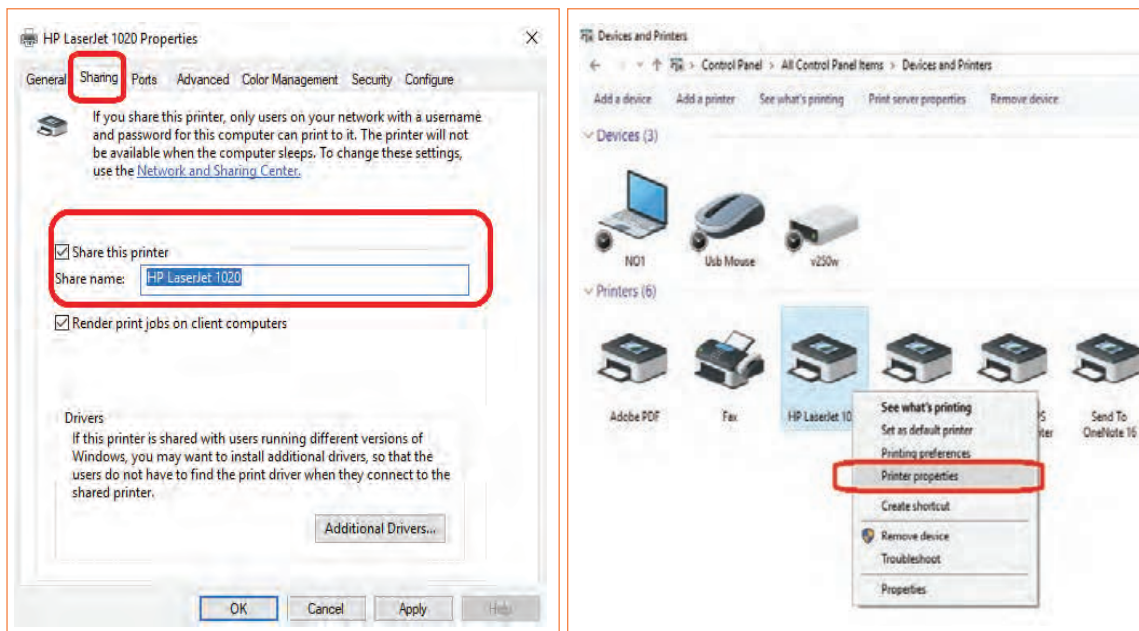 HP LaserJet 1020 Properties
General Sharing Ports Advanced Color Management Security Configure
If you share this printer, only users on your network with a username
and password for this computer can print to it. The printer will not
be available when the computer sleeps. To change these settings,
use the Network and Sharing Center.
Share this printer
Share name: HP LaserJet 1020
Render print jobs on client computers
Drivers
If this printer is shared with users running different versions of
Windows, you may want to install additional drivers, so that the
users do not have to find the print driver when they connect to the
shared printer.
Additional Drivers...
OK Cancel Apply Help
Devices and Printers
Control Panel > All Control Panel Items > Devices and Printers
Add a device Add a printer See what's printing Print server properties Remove device
Devices (3)
NO1 Usb Mouse v250w
Printers (6)
Adobe PDF Fax HP LaserJet 10 Send To
OneNote 16
See what's printing
Set as default printer
Printing preferences
Printer properties
Create shortcut
Remove device
Troubleshoot
Properties